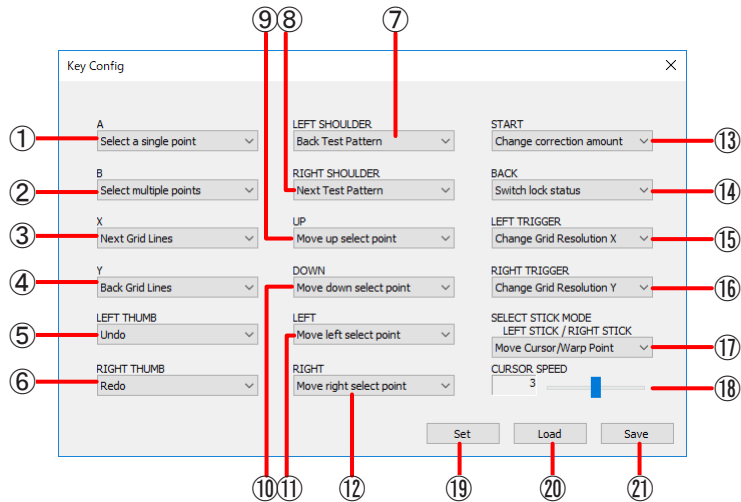 ⑨ ⑧ ⑦
Key Config
A LEFT SHOULDER START
① Select a single point Back Test Pattern Change correction amount ⑬
B RIGHT SHOULDER BACK
② Select multiple points Next Test Pattern Switch lock status ⑭
X UP LEFT TRIGGER
③ Next Grid Lines Move up select point Change Grid Resolution X ⑮
Y DOWN RIGHT TRIGGER
④ Back Grid Lines Move down select point Change Grid Resolution Y ⑯
LEFT THUMB LEFT SELECT STICK MODE
LEFT STICK / RIGHT STICK
⑤ Undo Move left select point Move Cursor/Warp Point ⑰
RIGHT THUMB RIGHT CURSOR SPEED
⑥ Redo Move right select point 3 ⑱
Set Load Save
⑩ ⑪ ⑫ ⑲ ⑳ ㉑